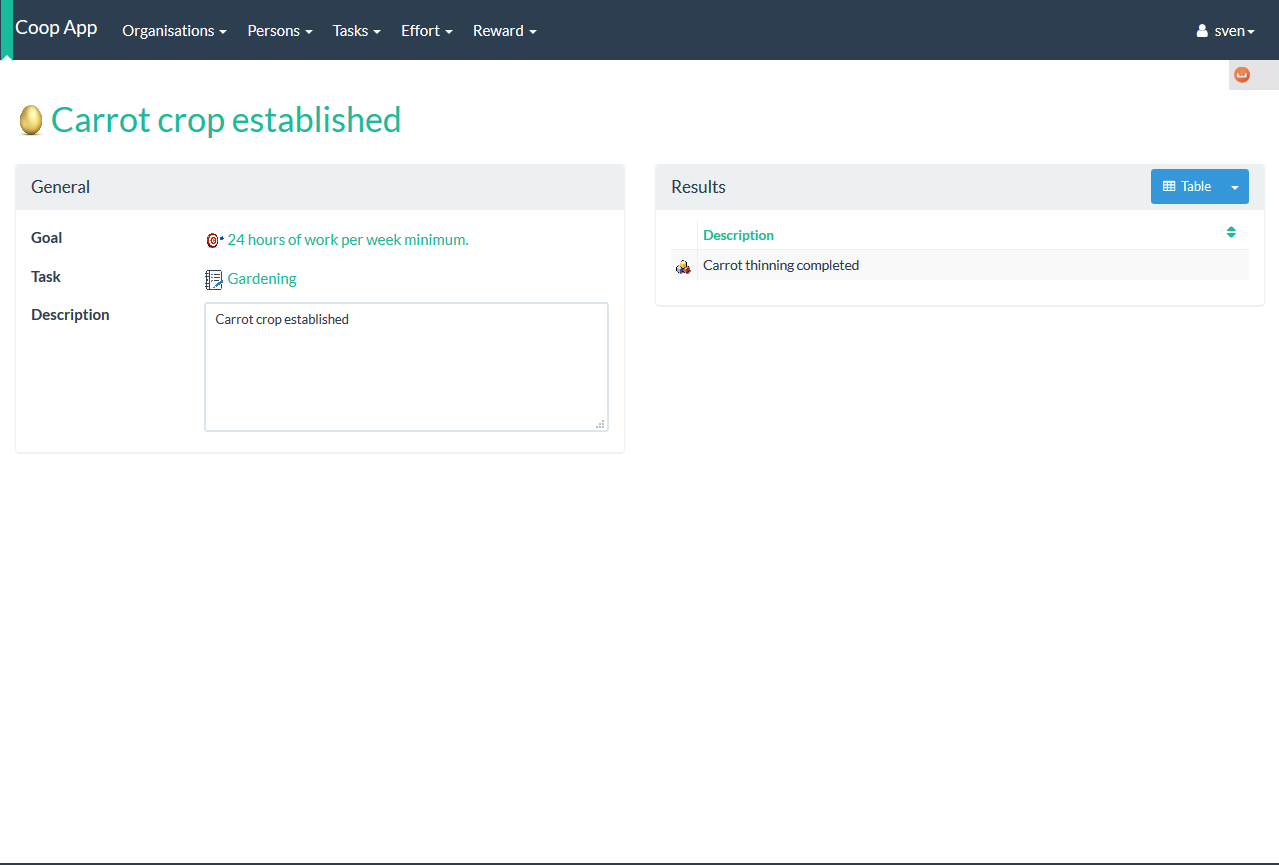 Coop App Organisations Persons Tasks Effort Reward sven
Carrot crop established
General
Goal 24 hours of work per week minimum.
Task Gardening
Description Carrot crop established
Results Table
Description
Carrot thinning completed